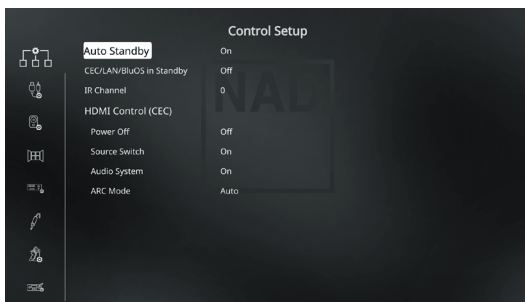 Control Setup
Auto Standby On
CEC/LAN/BluOS in Standby Off
IR Channel 0
HDMI Control (CEC)
Power Off Off
Source Switch On
Audio System On
ARC Mode Auto
NAD